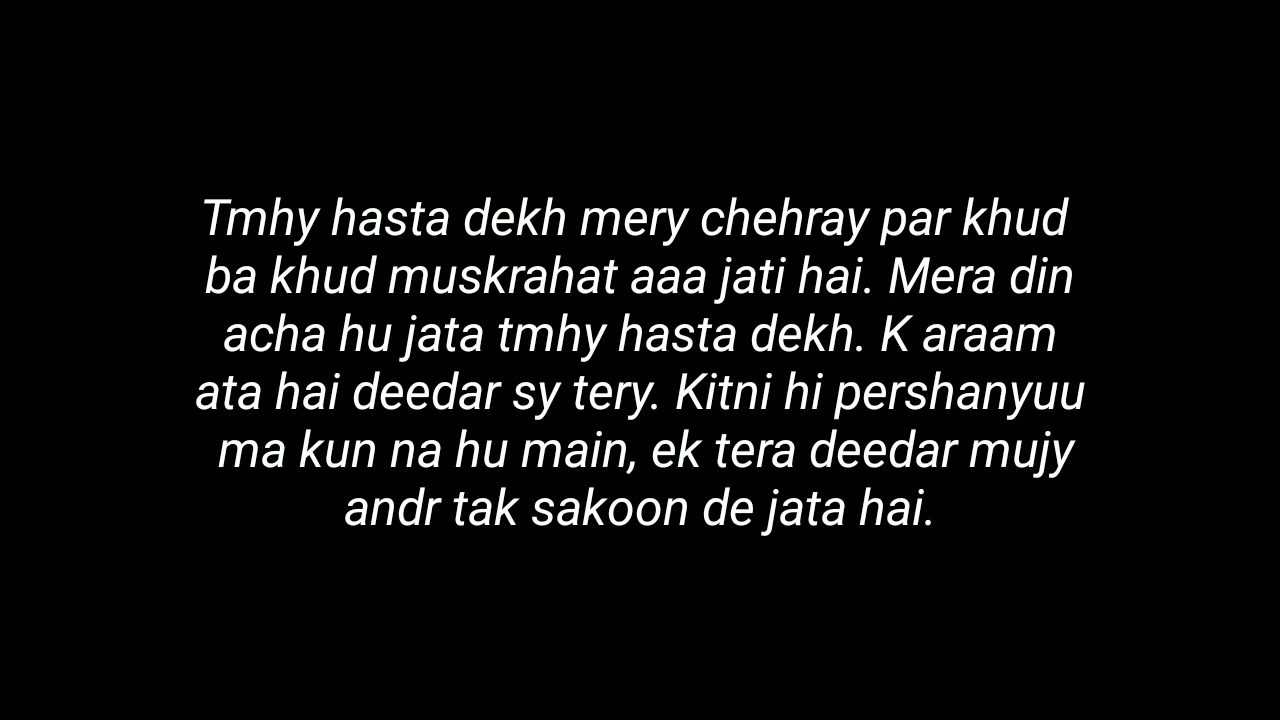 Tmhy hasta dekh mery chehray par khud
ba khud muskrahat aaa jati hai. Mera din
acha hu jata tmhy hasta dekh. K araam
ata hai deedar sy tery. Kitni hi pershanyuu
ma kun na hu main, ek tera deedar mujy
andr tak sakoon de jata hai.